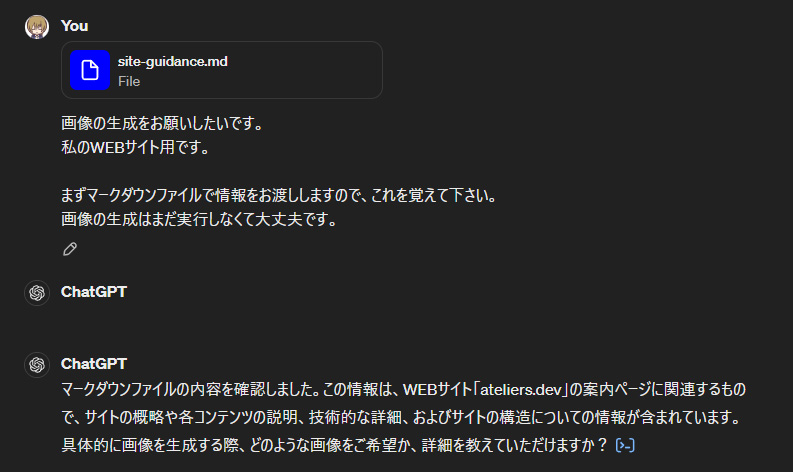 You
site-guidance.md
File
画像の生成をお願いしたいです。
私のWEBサイト用です。
まずマークダウンファイルで情報をお渡ししますので、これを覚えて下さい。
画像の生成はまだ実行しなくて大丈夫です。
ChatGPT
ChatGPT
マークダウンファイルの内容を確認しました。この情報は、WEBサイト「ateliers.dev」の案内ページに関連するもの
で、サイトの概略や各コンテンツの説明、技術的な詳細、およびサイトの構造についての情報が含まれています。
具体的に画像を生成する際、どのような画像をご希望か、詳細を教えていただけますか？ [>-]